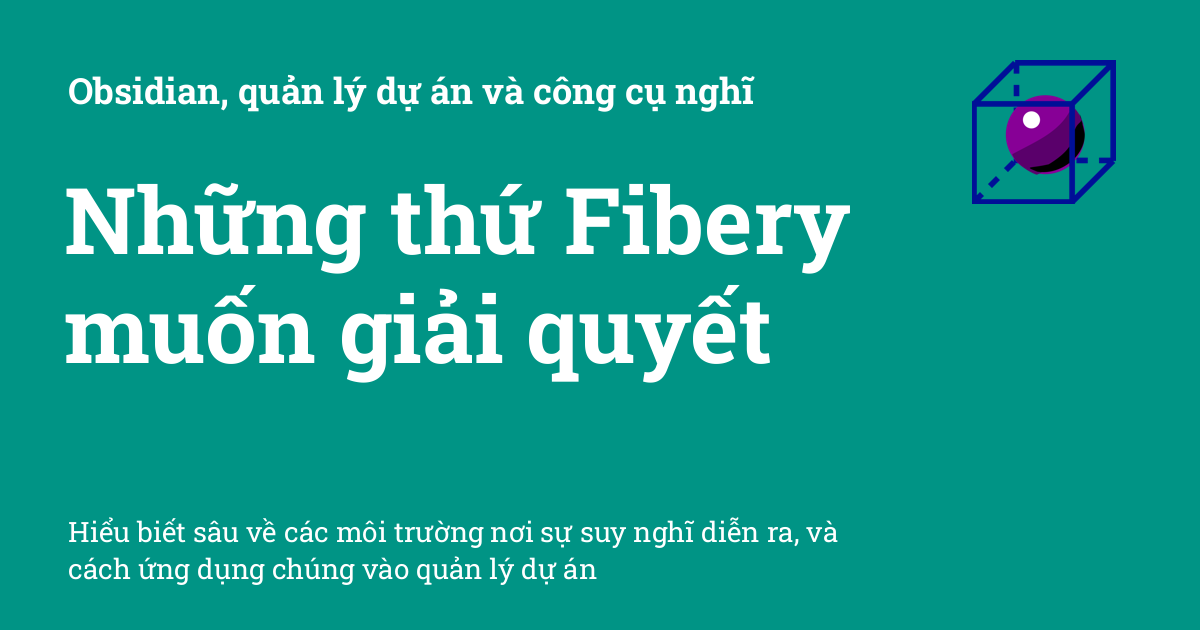 Obsidian, quản lý dự án và công cụ nghĩ
Những thứ Fibery
muốn giải quyết
Hiểu biết sâu về các môi trường nơi sự suy nghĩ diễn ra, và
cách ứng dụng chúng vào quản lý dự án